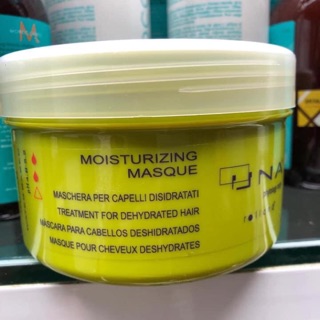 MOISTURIZING
MASQUE
MASCHERA PER CAPELLI DISIDRATATI
TREATMENT FOR DEHYDRATED HAIR
MASCARA PARA CABELLOS DESHIDRATADOS
MASQUE POUR CHEVEUX DESHYDRATES
NA